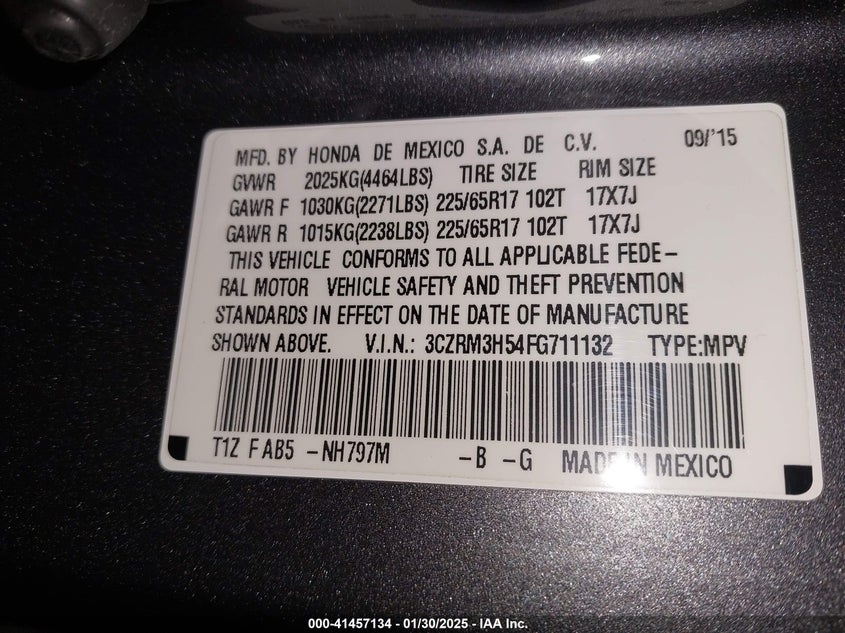 MFD. BY HONDA DE MEXICO S.A. DE C.V. 09/'15
GVWR 2025KG(4464LBS) TIRE SIZE RIM SIZE
GAWR F 1030KG(2271LBS) 225/65R17 102T 17X7J
GAWR R 1015KG(2238LBS) 225/65R17 102T 17X7J
THIS VEHICLE CONFORMS TO ALL APPLICABLE FEDE-
RAL MOTOR VEHICLE SAFETY AND THEFT PREVENTION
STANDARDS IN EFFECT ON THE DATE OF MANUFACTURE
SHOWN ABOVE. V.I.N.: 3CZRM3H54FG711132 TYPE:MPV
T1Z F AB5 -NH797M -B -G MADE IN MEXICO
000-41457134 - 01/30/2025 - IAA Inc.